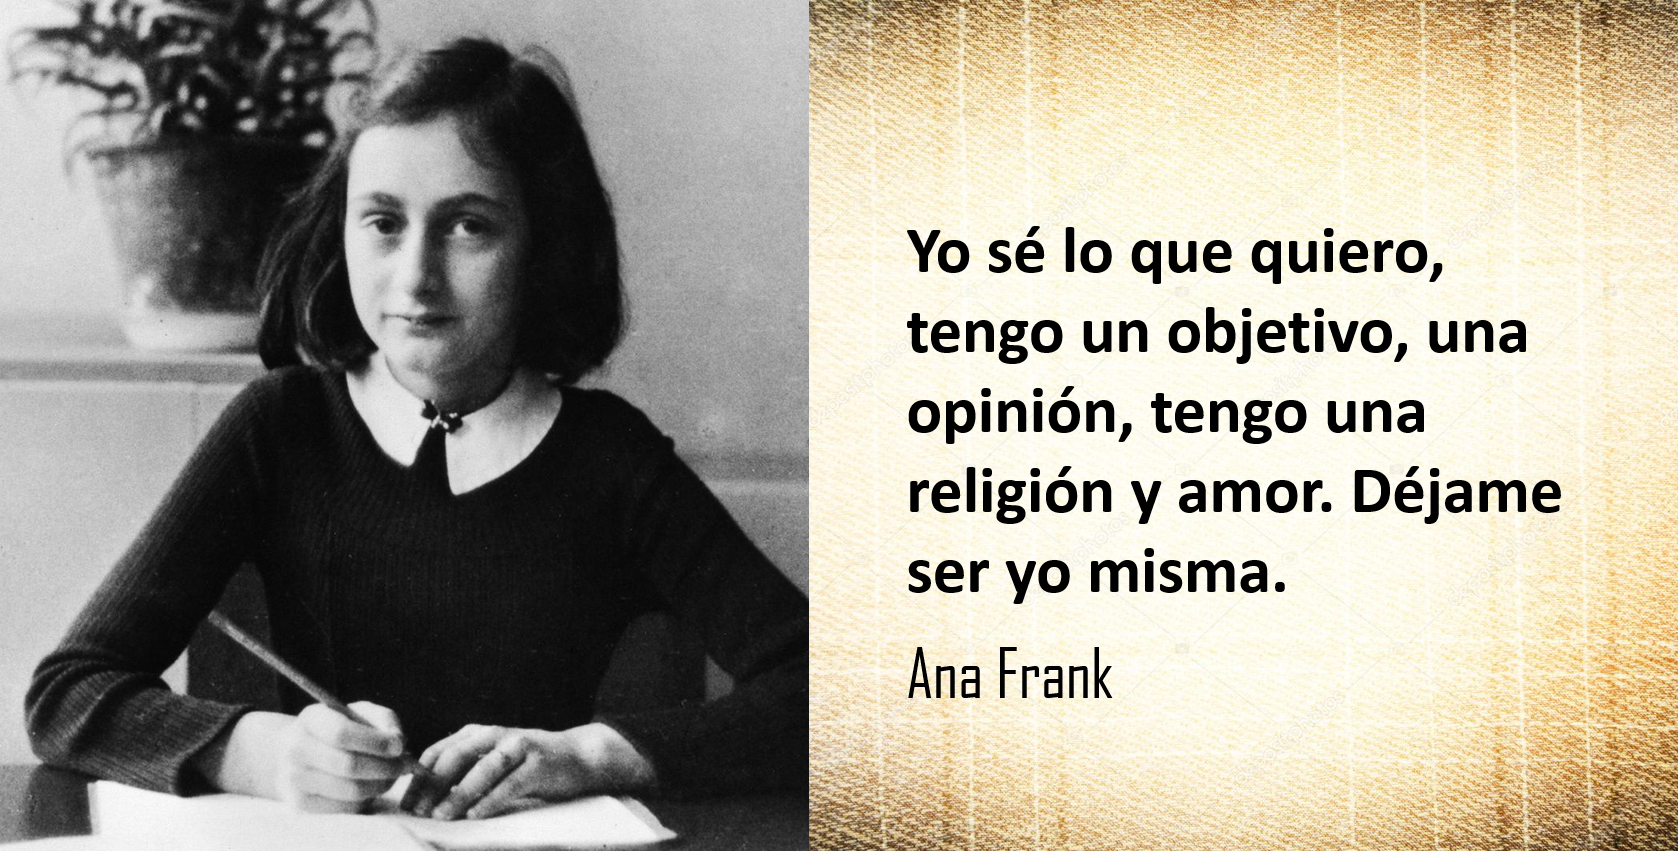 Yo sé lo que quiero,
tengo un objetivo, una
opinión, tengo una
religión y amor. Déjame
ser yo misma.
Ana Frank